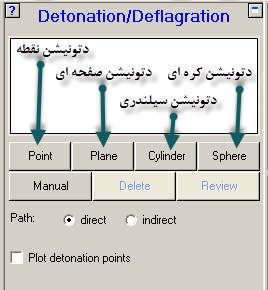 Detonation/Deflagration
دتونیشن نقطه
دتونیشن صفحه ای
دتونیشن کره ای
دتونیشن سیلندری
Point Plane Cylinder Sphere
Manual Delete Review
Path: direct indirect
Plot detonation points